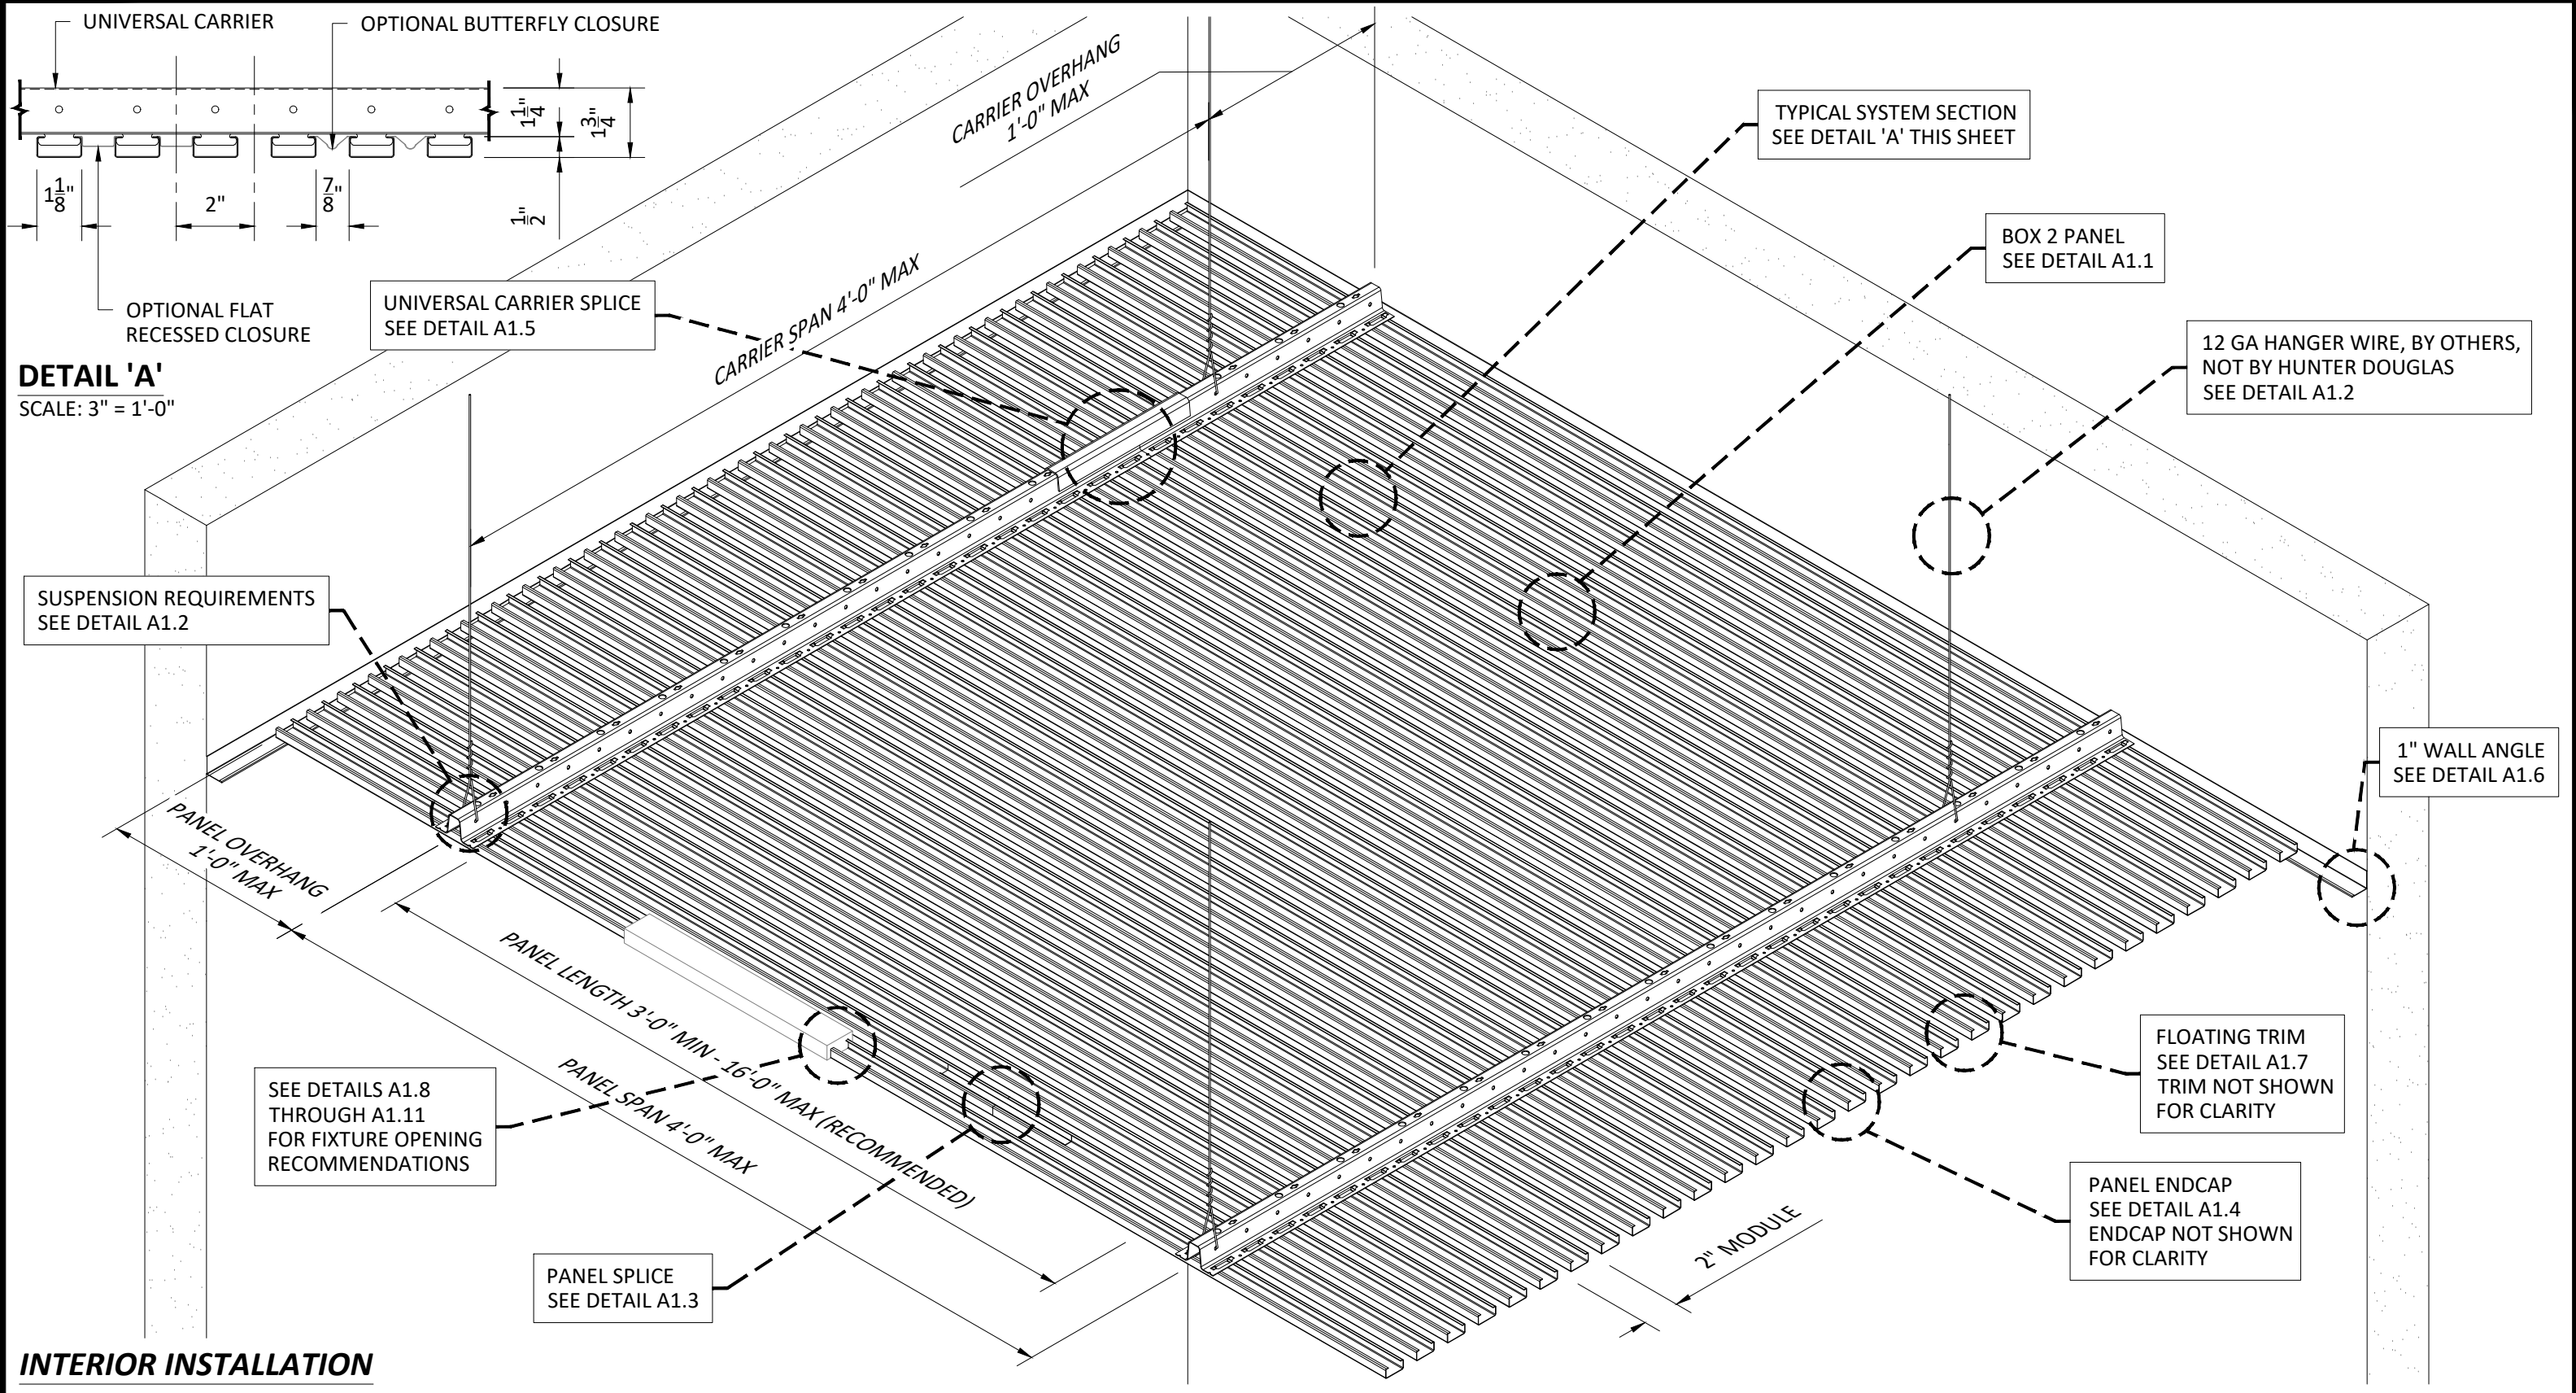 UNIVERSAL CARRIER
OPTIONAL BUTTERFLY CLOSURE
1 1/4"
1 3/4"
1/2"
1 1/8"
2"
7/8"
OPTIONAL FLAT
RECESSED CLOSURE
DETAIL 'A'
SCALE: 3" = 1'-0"
CARRIER OVERHANG
1'-0" MAX
CARRIER SPAN 4'-0" MAX
TYPICAL SYSTEM SECTION
SEE DETAIL 'A' THIS SHEET
BOX 2 PANEL
SEE DETAIL A1.1
UNIVERSAL CARRIER SPLICE
SEE DETAIL A1.5
12 GA HANGER WIRE, BY OTHERS,
NOT BY HUNTER DOUGLAS
SEE DETAIL A1.2
SUSPENSION REQUIREMENTS
SEE DETAIL A1.2
1" WALL ANGLE
SEE DETAIL A1.6
PANEL OVERHANG
1'-0" MAX
PANEL LENGTH 3'-0" MIN - 16'-0" MAX (RECOMMENDED)
PANEL SPAN 4'-0" MAX
SEE DETAILS A1.8
THROUGH A1.11
FOR FIXTURE OPENING
RECOMMENDATIONS
FLOATING TRIM
SEE DETAIL A1.7
TRIM NOT SHOWN
FOR CLARITY
PANEL ENDCAP
SEE DETAIL A1.4
ENDCAP NOT SHOWN
FOR CLARITY
2" MODULE
PANEL SPLICE
SEE DETAIL A1.3
INTERIOR INSTALLATION